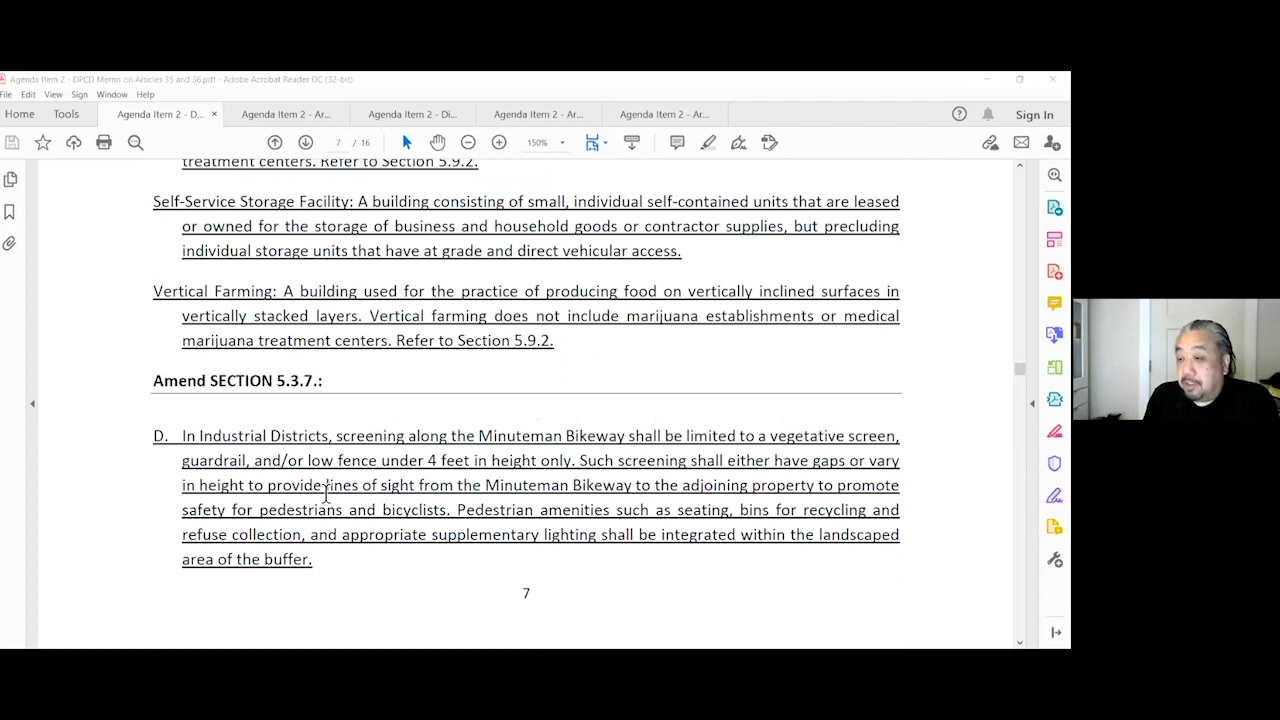 Agenda Item 2 - DPCD Memo on Articles 35 and 36.pdf - Adobe Acrobat Reader DC (32-bit)
File Edit View Sign Window Help
Home Tools Agenda Item 2 - D... × Agenda Item 2 - Ar... Agenda Item 2 - Di... Agenda Item 2 - Ar... Agenda Item 2 - Ar... Sign In
7 / 16 150%
treatment centers. Refer to Section 5.9.2.
Self-Service Storage Facility: A building consisting of small, individual self-contained units that are leased
or owned for the storage of business and household goods or contractor supplies, but precluding
individual storage units that have at grade and direct vehicular access.
Vertical Farming: A building used for the practice of producing food on vertically inclined surfaces in
vertically stacked layers. Vertical farming does not include marijuana establishments or medical
marijuana treatment centers. Refer to Section 5.9.2.
Amend SECTION 5.3.7.:
D. In Industrial Districts, screening along the Minuteman Bikeway shall be limited to a vegetative screen,
guardrail, and/or low fence under 4 feet in height only. Such screening shall either have gaps or vary
in height to provide lines of sight from the Minuteman Bikeway to the adjoining property to promote
safety for pedestrians and bicyclists. Pedestrian amenities such as seating, bins for recycling and
refuse collection, and appropriate supplementary lighting shall be integrated within the landscaped
area of the buffer.
7